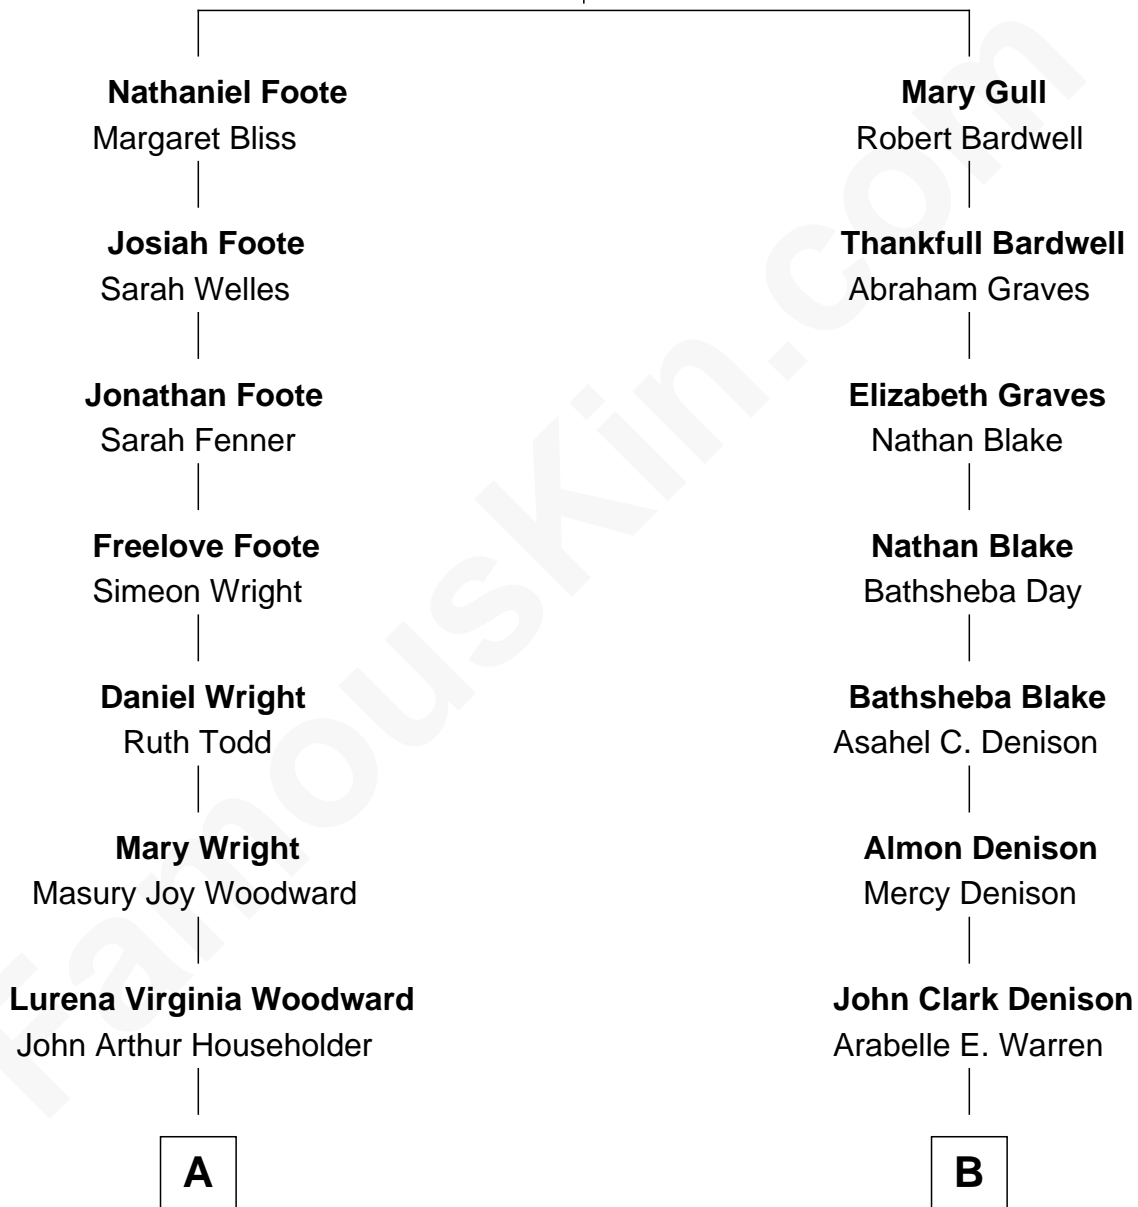 Nathaniel Foote
Margaret Bliss
Josiah Foote
Sarah Welles
Jonathan Foote
Sarah Fenner
Freelove Foote
Simeon Wright
Daniel Wright
Ruth Todd
Mary Wright
Masury Joy Woodward
Lurena Virginia Woodward
John Arthur Householder
A
Mary Gull
Robert Bardwell
Thankfull Bardwell
Abraham Graves
Elizabeth Graves
Nathan Blake
Nathan Blake
Bathsheba Day
Bathsheba Blake
Asahel C. Denison
Almon Denison
Mercy Denison
John Clark Denison
Arabelle E. Warren
B
FamousKin.com